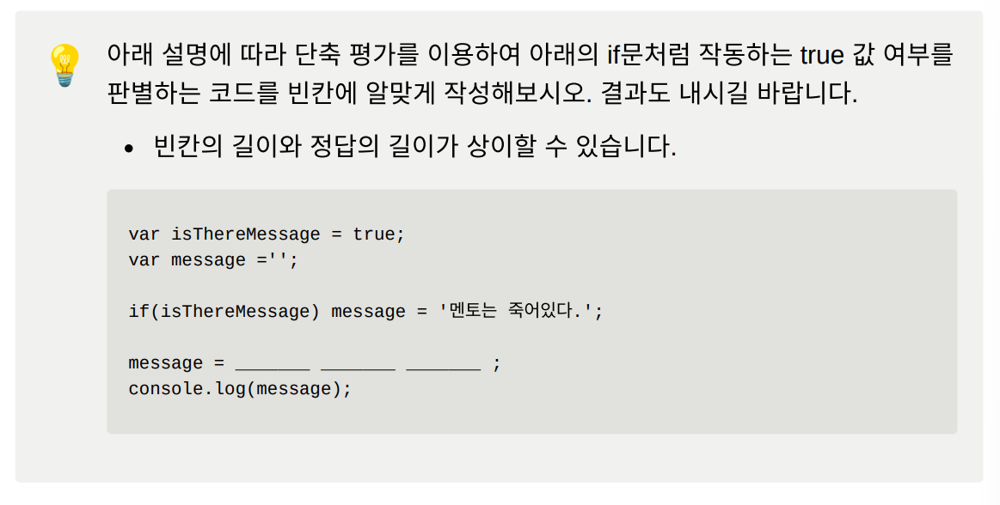 아래 설명에 따라 단축 평가를 이용하여 아래의 if문처럼 작동하는 true 값 여부를
판별하는 코드를 빈칸에 알맞게 작성해보시오. 결과도 내시길 바랍니다.
• 빈칸의 길이와 정답의 길이가 상이할 수 있습니다.
var isThereMessage = true;
var message ='';
if(isThereMessage) message = '멘토는 죽어있다.';
message = _______ _______ _______ ;
console.log(message);